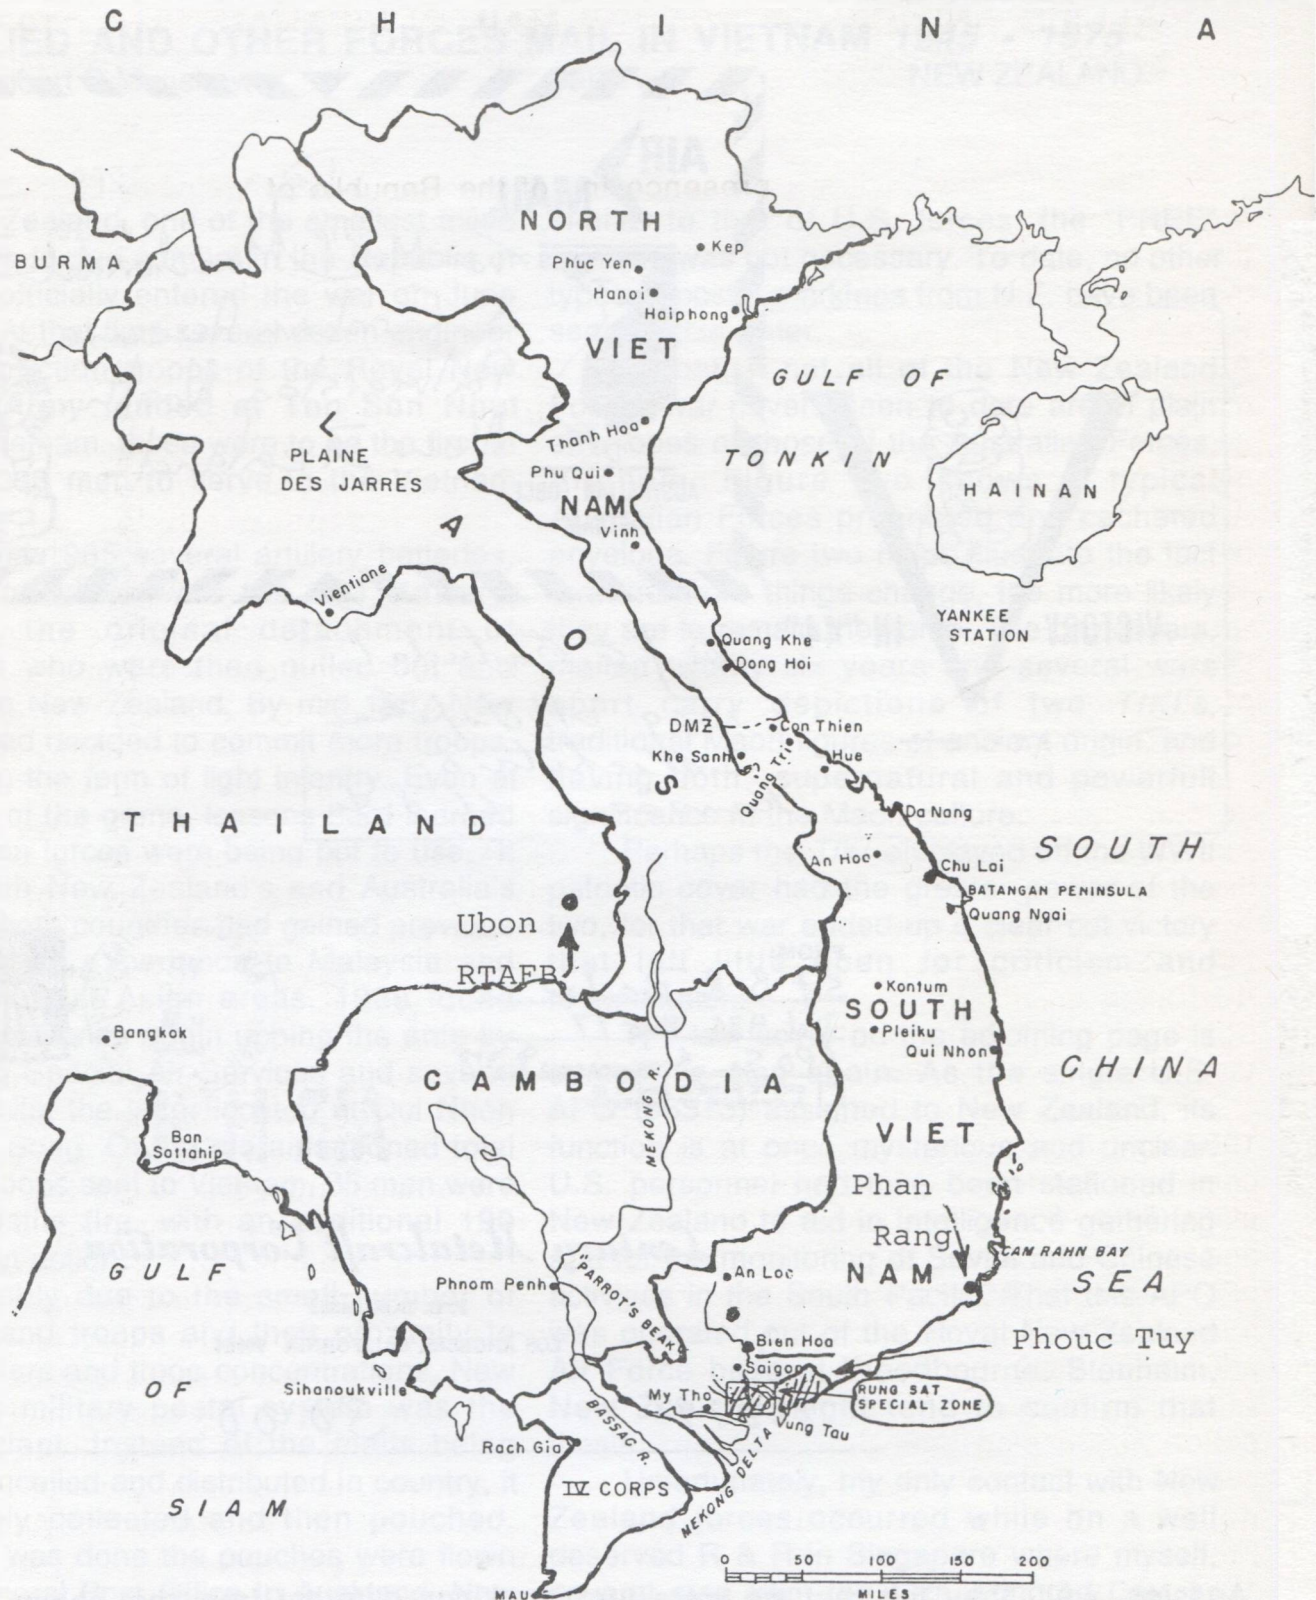 C H I N A
NORTH
BURM
Kep
Phuc Yen
Hanoi
Haiphong
VIET
GULF OF
TONKIN
Thanh Hoa
PLAINE
DES JARRES
Phu Qui
HAINAN
NAM
Vinh
L A O S
Vientiane
YANKEE
STATION
Quang Khe
Dong Hoi
DMZ
Con Thien
Khe Sanh
Quang Tri
Hue
THAILAND
Da Nang
SOUTH
An Hoa
Chu Lai
BATANGAN PENINSULA
Quang Ngai
Ubon
RTAFB
Kontum
SOUTH
Bangkok
Pleiku
Qui Nhon
CHINA
CAMBOD A
MEKONG R.
Ban
Sattahip
VIET
Phan
Rang
CAM RAHN BAY
GULF
Phnom Penh
"PARROT'S BEAK"
An Loc
NAM
SEA
Bien Hoa
Phouc Tuy
OF
Sihanoukville
Saigon
My Tho
RUNG SAT
SPECIAL ZONE
Vung Tau
BASSAC R.
Rach Gia
SIAM
IV CORPS
MEKONG DELTA
0 50 100 150 200
MILES
MAU